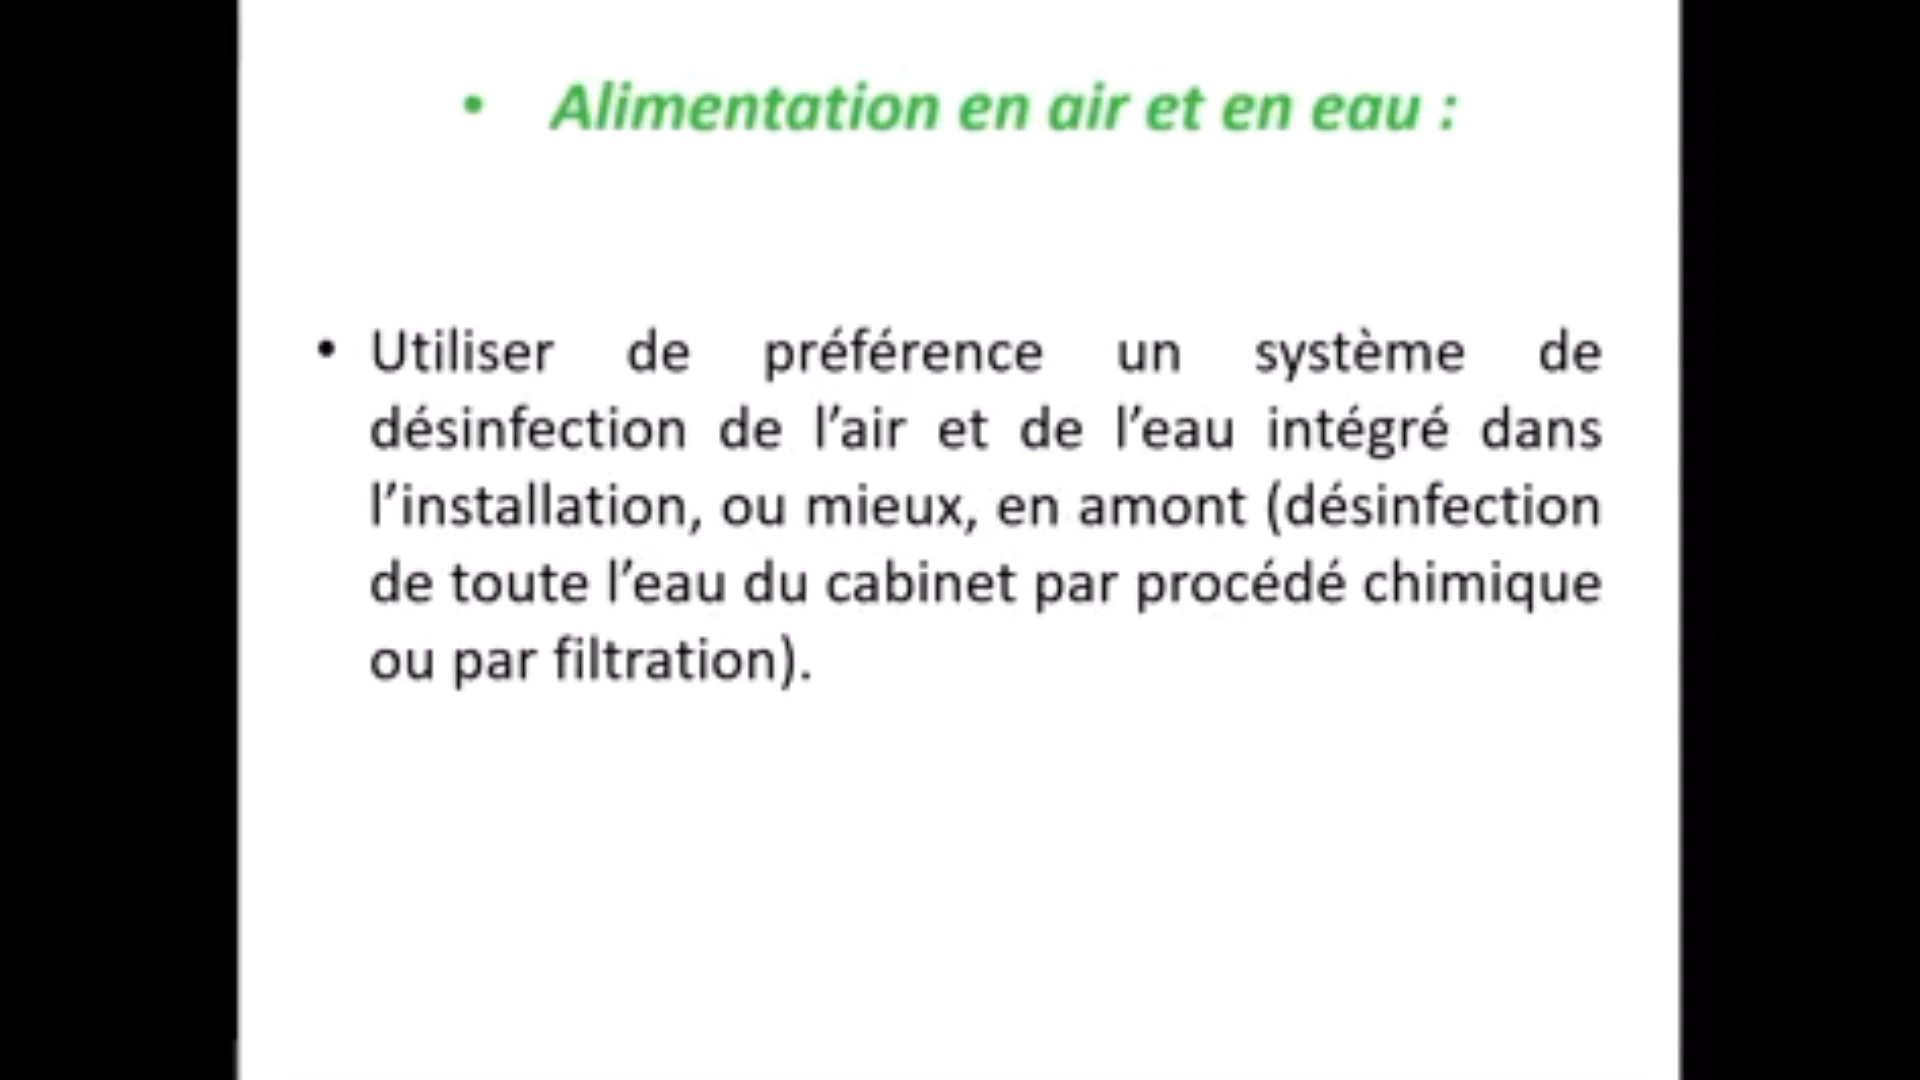 • Alimentation en air et en eau :
• Utiliser de préférence un système de
désinfection de l’air et de l’eau intégré dans
l’installation, ou mieux, en amont (désinfection
de toute l’eau du cabinet par procédé chimique
ou par filtration).